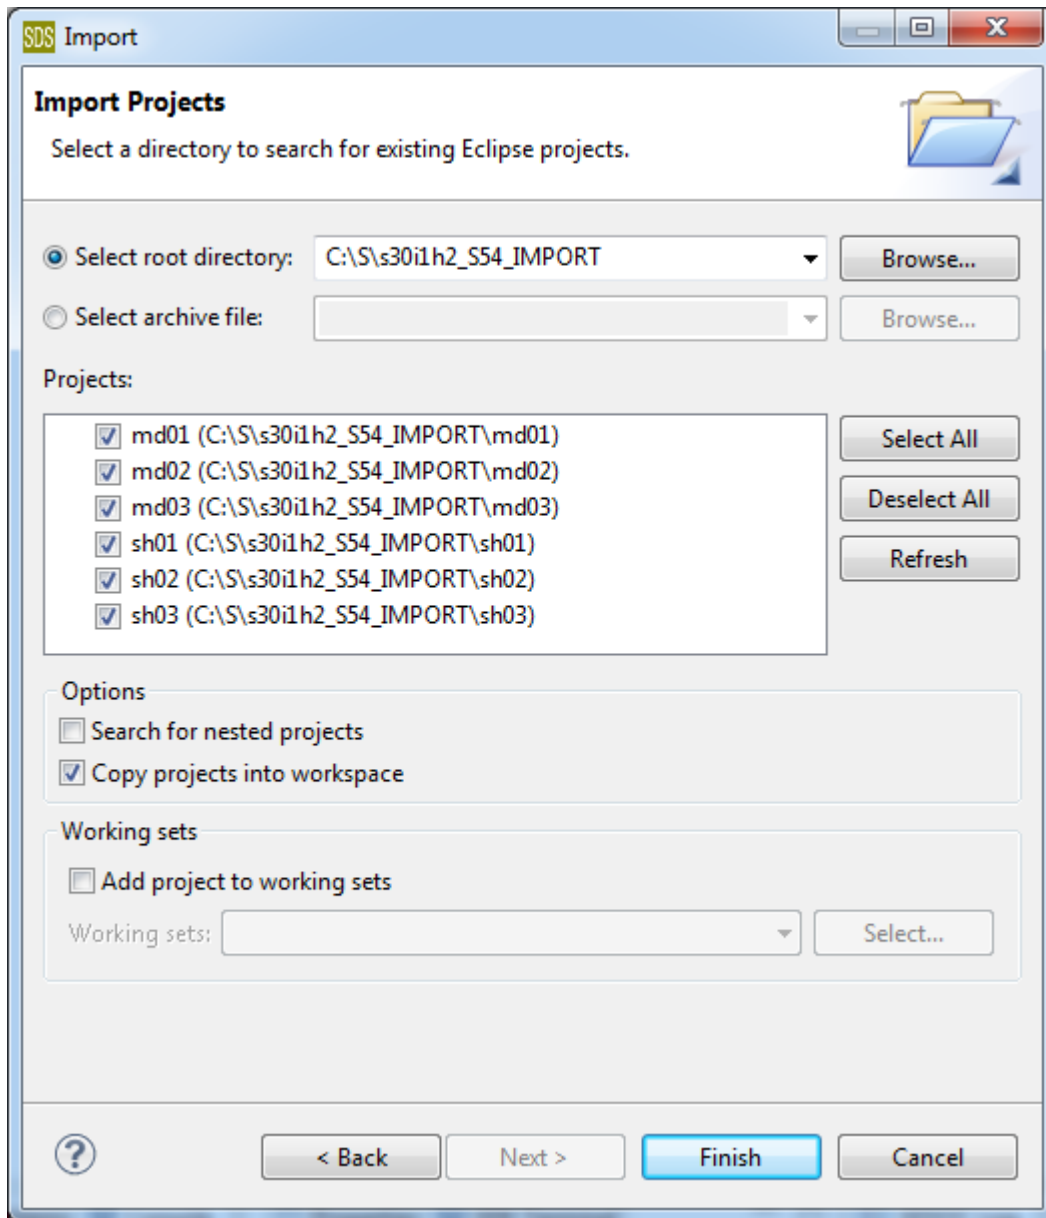 SDS Import
Import Projects
Select a directory to search for existing Eclipse projects.
Select root directory: C:\S\s30i1h2_S54_IMPORT Browse...
Select archive file: Browse...
Projects:
md01 (C:\S\s30i1h2_S54_IMPORT\md01)
Select All
md02 (C:\S\s30i1h2_S54_IMPORT\md02)
md03 (C:\S\s30i1h2_S54_IMPORT\md03)
Deselect All
sh01 (C:\S\s30i1h2_S54_IMPORT\sh01)
Refresh
sh02 (C:\S\s30i1h2_S54_IMPORT\sh02)
sh03 (C:\S\s30i1h2_S54_IMPORT\sh03)
Options
Search for nested projects
Copy projects into workspace
Working sets
Add project to working sets
Working sets: Select...
? < Back Next > Finish Cancel